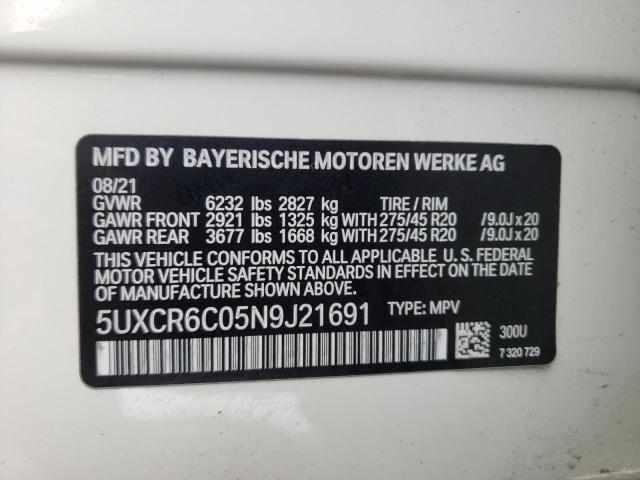 MFD BY BAYERISCHE MOTOREN WERKE AG
08/21
GVWR 6232 lbs 2827 kg TIRE / RIM
GAWR FRONT 2921 lbs 1325 kg WITH 275/45 R20 /9.0J x 20
GAWR REAR 3677 lbs 1668 kg WITH 275/45 R20 /9.0J x 20
THIS VEHICLE CONFORMS TO ALL APPLICABLE U. S. FEDERAL
MOTOR VEHICLE SAFETY STANDARDS IN EFFECT ON THE DATE OF
MANUFACTURE SHOWN ABOVE.
5UXCR6C05N9J21691 TYPE: MPV
300U
7 320 729